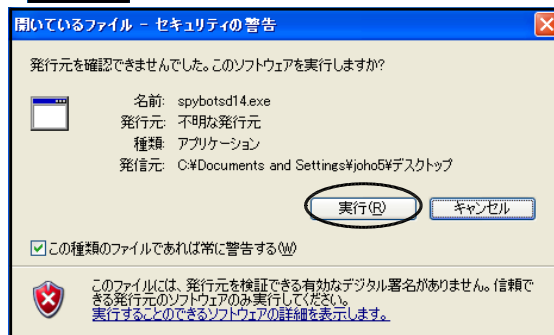 開いているファイル - セキュリティの警告
発行元を確認できませんでした。このソフトウェアを実行しますか?
名前: spybotsd14.exe
発行元: 不明な発行元
種類: アプリケーション
発信元: C:¥Documents and Settings¥joho5¥デスクトップ
実行(R)
キャンセル
この種類のファイルであれば常に警告する(W)
このファイルには、発行元を検証できる有効なデジタル署名がありません。信頼で
きる発行元のソフトウェアのみ実行してください。
実行することのできるソフトウェアの詳細を表示します。